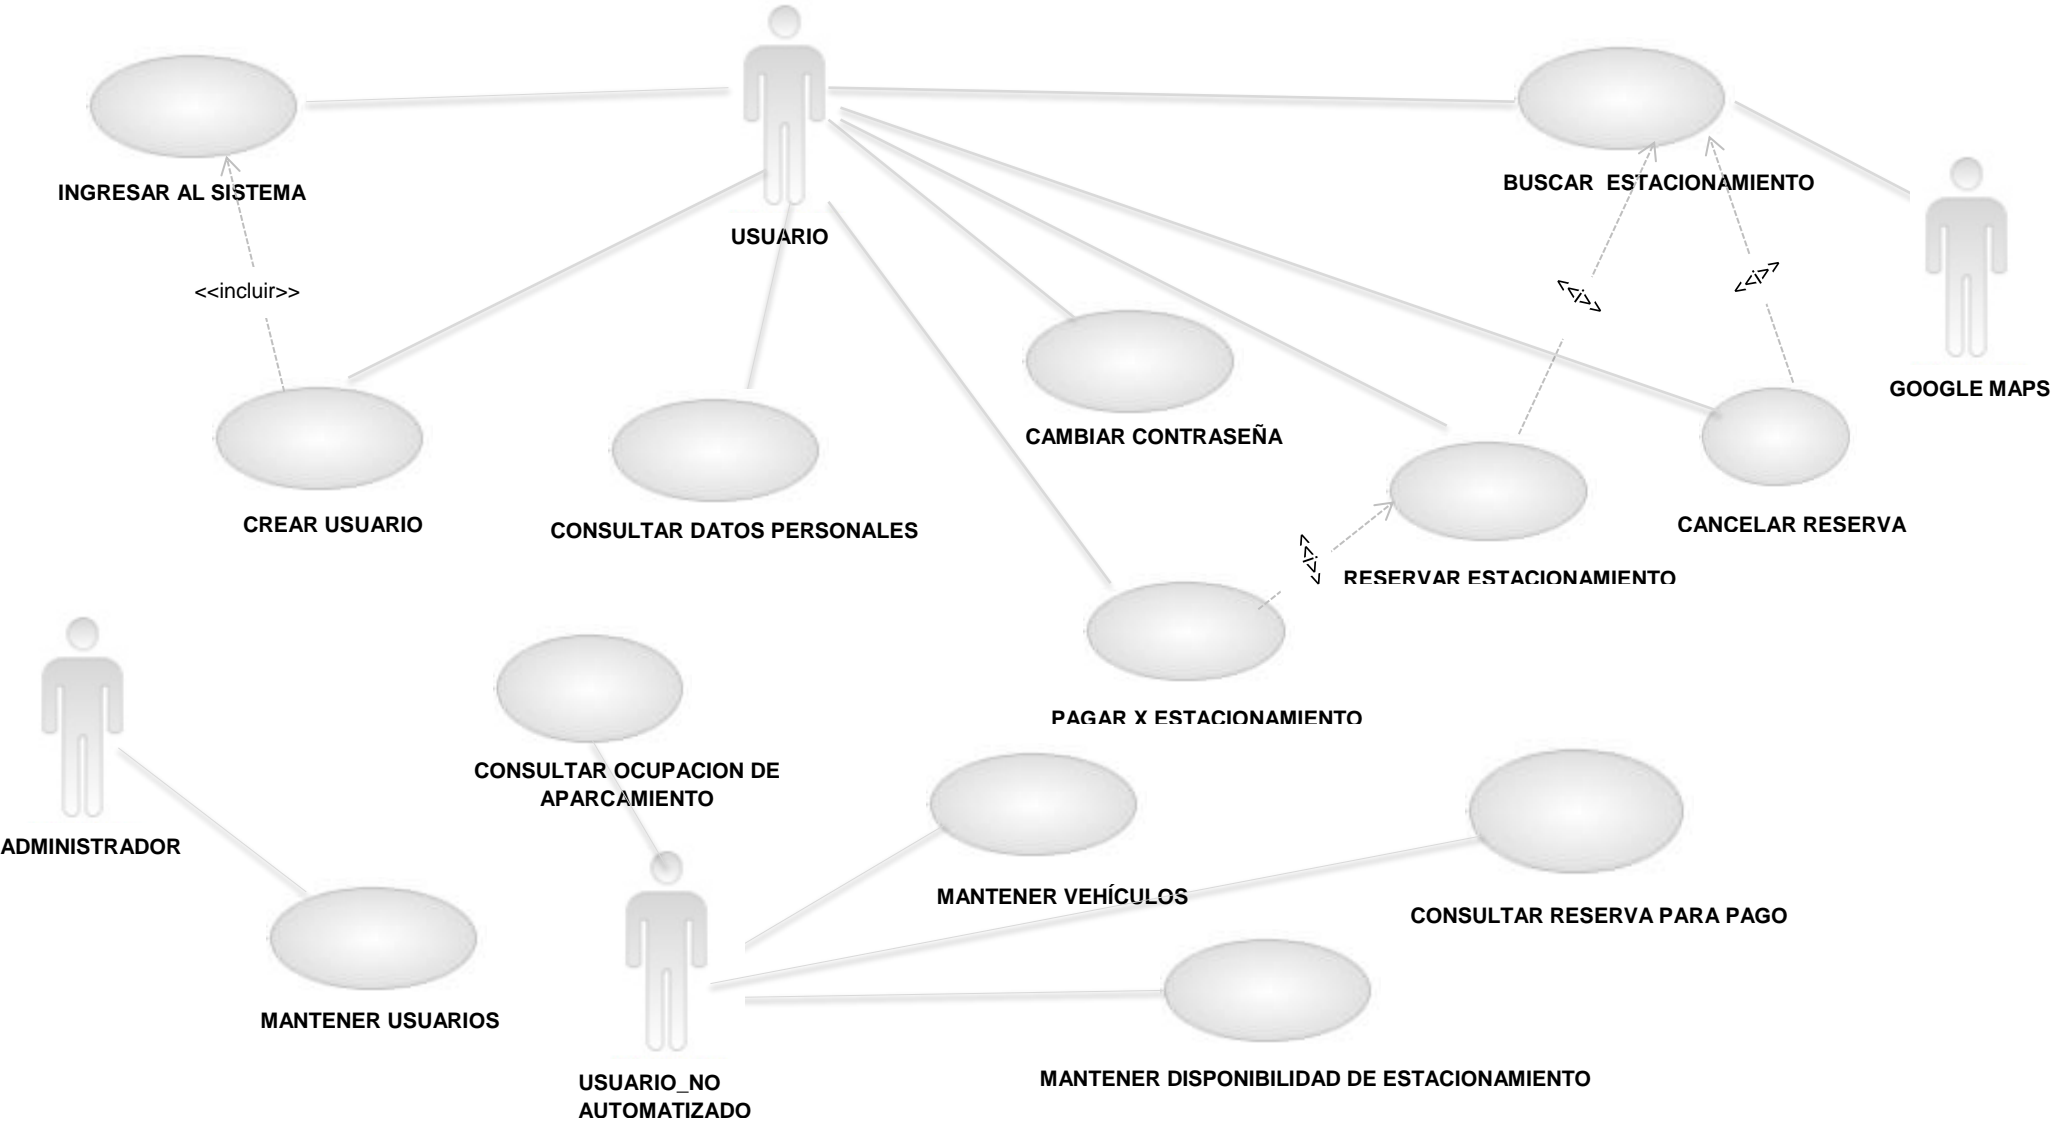 INGRESAR AL SISTEMA
BUSCAR ESTACIONAMIENTO
USUARIO
<<incluir>>
<<i>>
<<i>>
GOOGLE MAPS
CAMBIAR CONTRASEÑA
CREAR USUARIO
CONSULTAR DATOS PERSONALES
CANCELAR RESERVA
<<i>>
RESERVAR ESTACIONAMIENTO
PAGAR X ESTACIONAMIENTO
CONSULTAR OCUPACION DE
APARCAMIENTO
ADMINISTRADOR
MANTENER VEHÍCULOS
CONSULTAR RESERVA PARA PAGO
MANTENER USUARIOS
MANTENER DISPONIBILIDAD DE ESTACIONAMIENTO
USUARIO_NO
AUTOMATIZADO